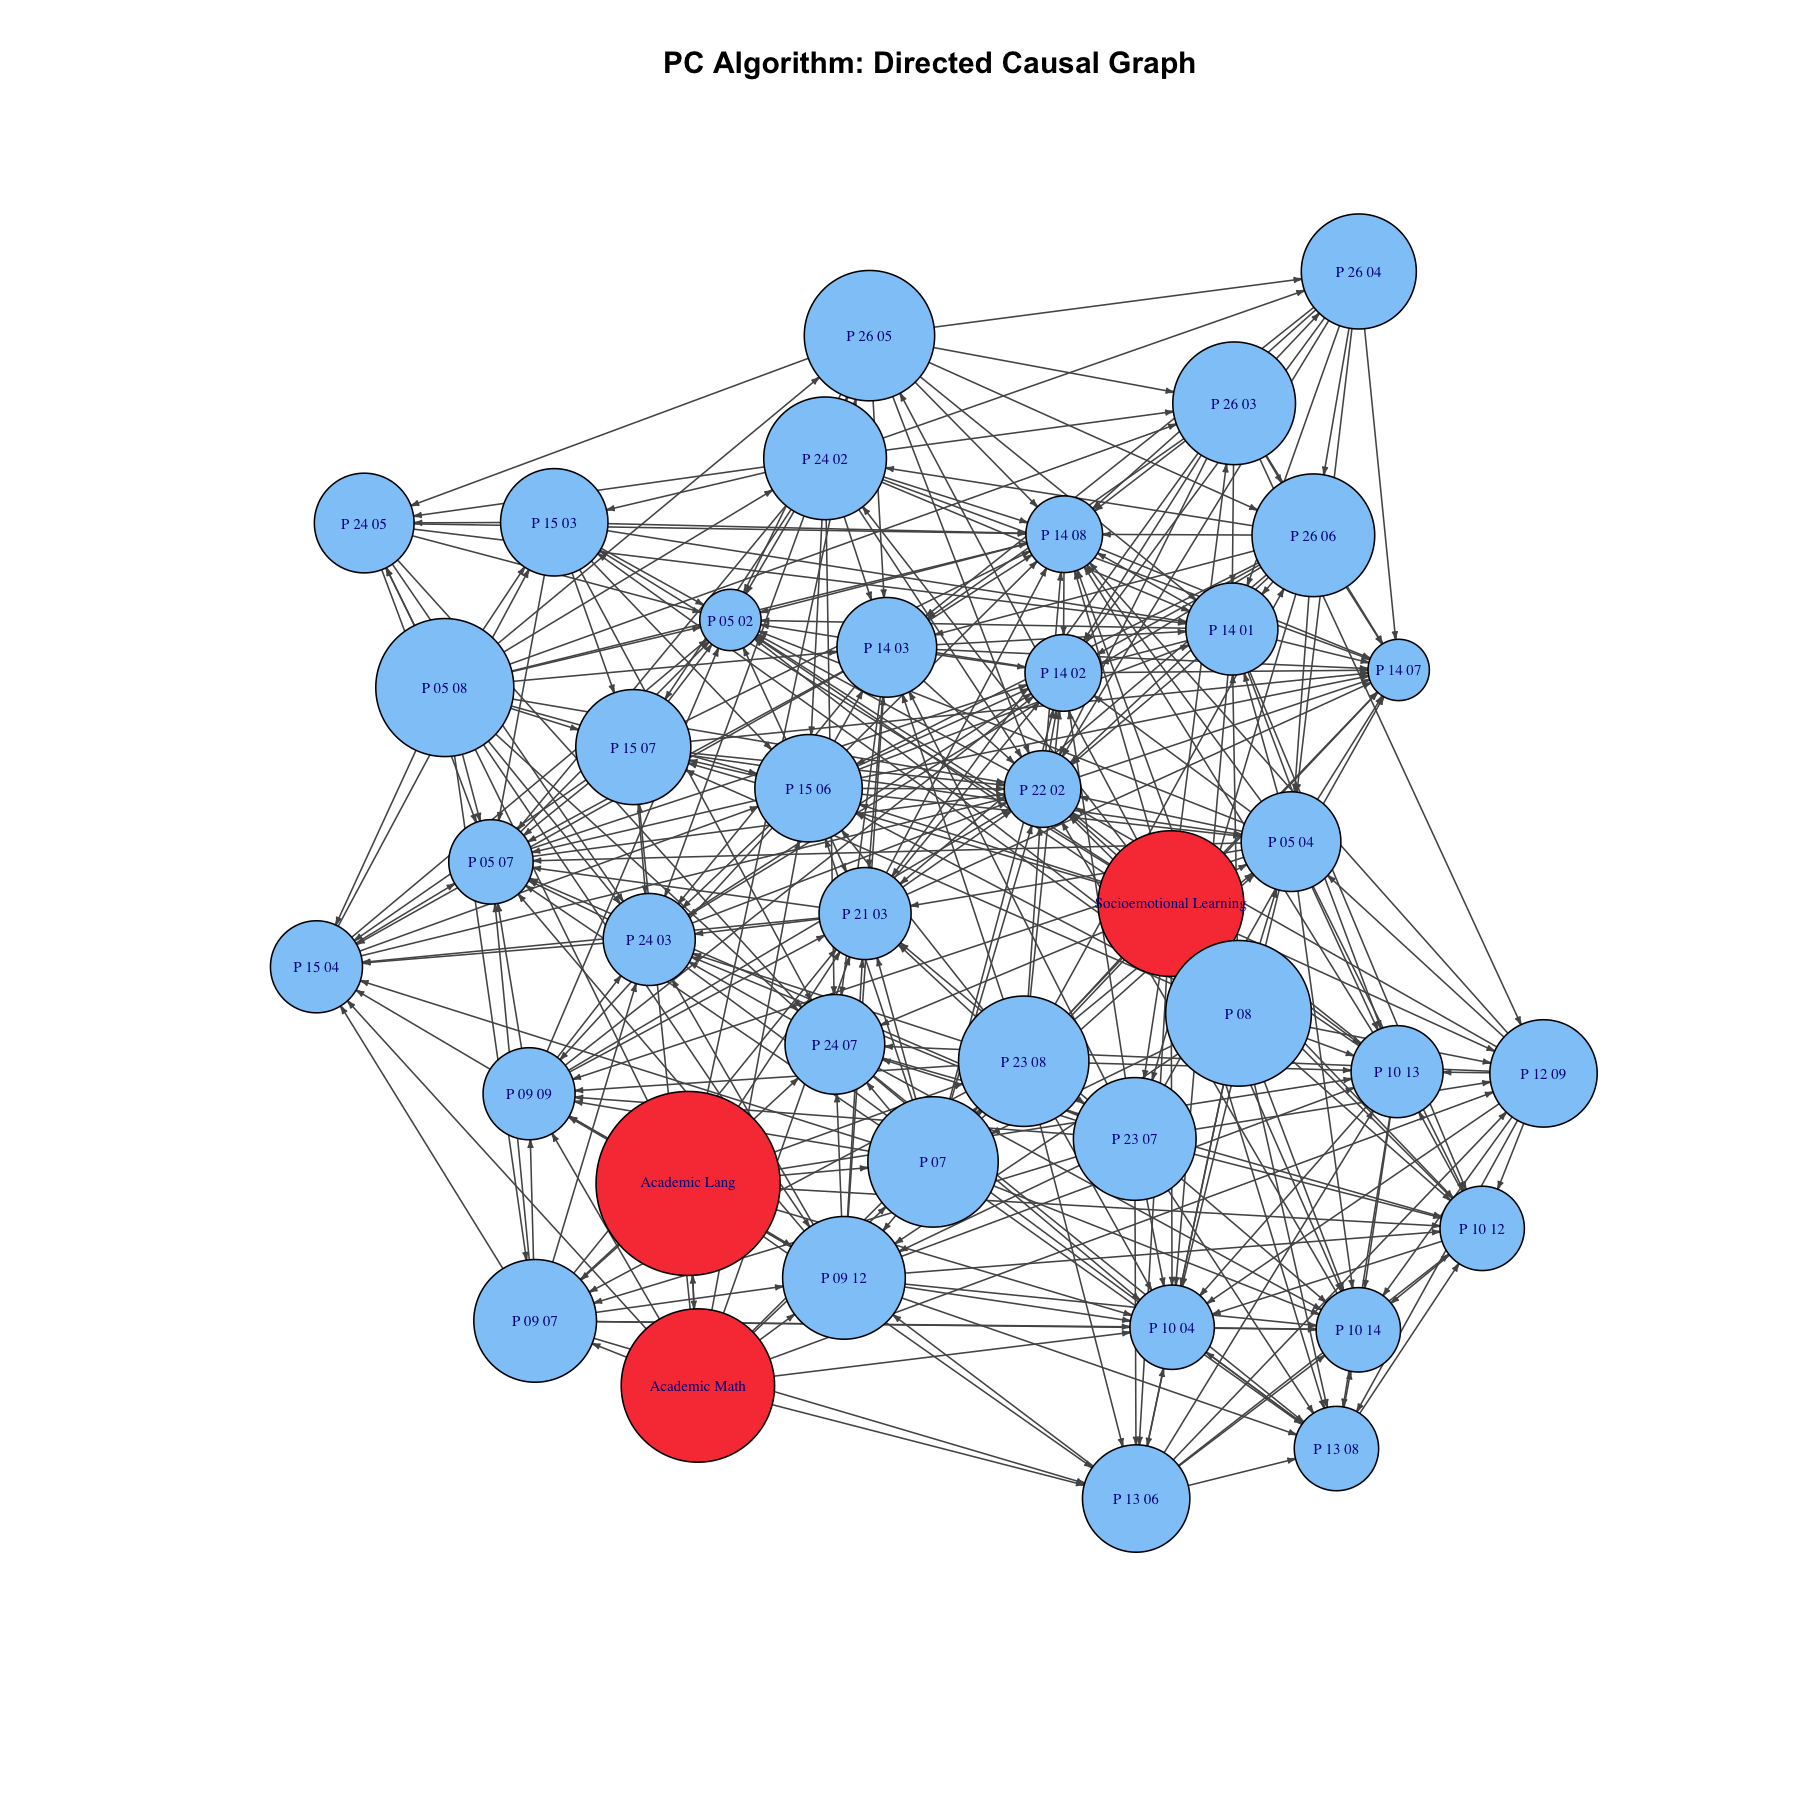 PC Algorithm: Directed Causal Graph
P 26 04
P 26 05
P 26 03
P 24 02
P 24 05
P 15 03
P 14 08
P 26 06
P 05 02
P 14 03
P 14 01
P 14 02
P 14 07
P 05 08
P 15 07
P 15 06
P 22 02
P 05 04
P 05 07
Socioemotional Learning
P 21 03
P 24 03
P 15 04
P 08
P 24 07
P 23 08
P 10 13
P 12 09
P 09 09
P 23 07
P 07
Academic Lang
P 10 12
P 09 12
P 09 07
P 10 04
P 10 14
Academic Math
P 13 08
P 13 06